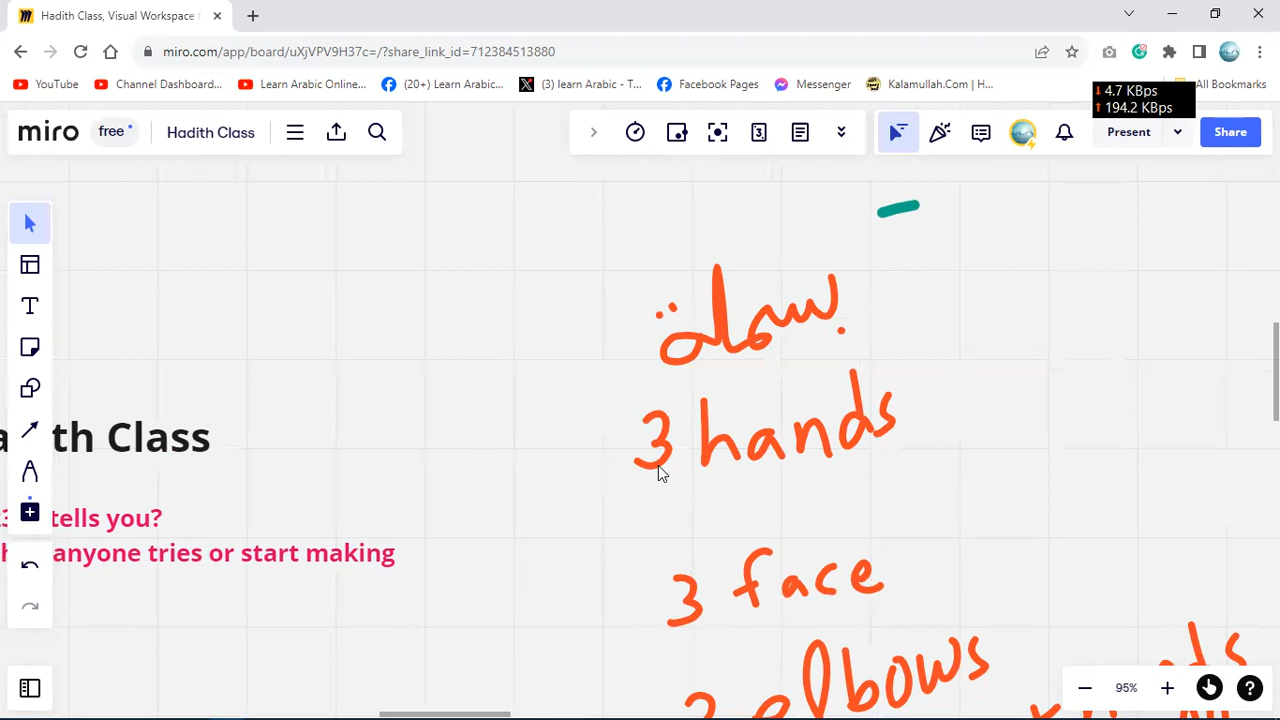 Hadith Class, Visual Workspace f
miro.com/app/board/uXjVPV9H37c=/?share_link_id=712384513880
YouTube
Channel Dashboard...
Learn Arabic Online...
(20+) Learn Arabic...
(3) learn Arabic - T...
Facebook Pages
Messenger
Kalamullah.Com | H...
All Bookmarks
4.7 KBps
194.2 KBps
miro
free
Hadith Class
Present
Share
بسملة
3 hands
3 face
elbows
Class
tells you?
anyone tries or start making
95%